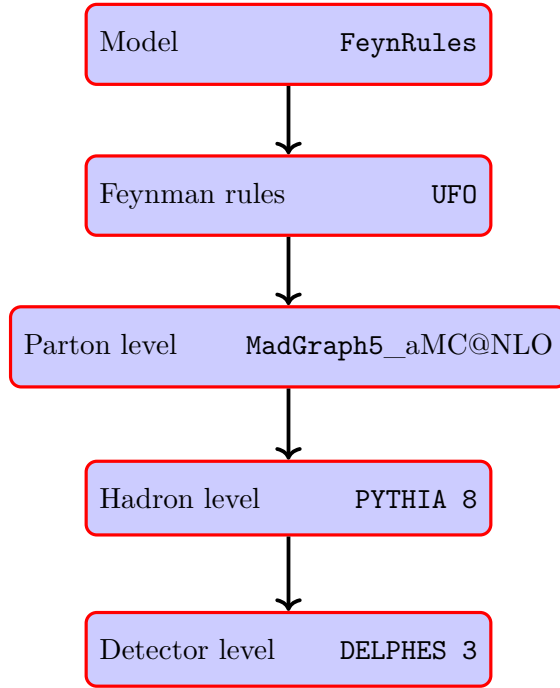 Model FeynRules
Feynman rules UFO
Parton level MadGraph5_aMC@NLO
Hadron level PYTHIA 8
Detector level DELPHES 3